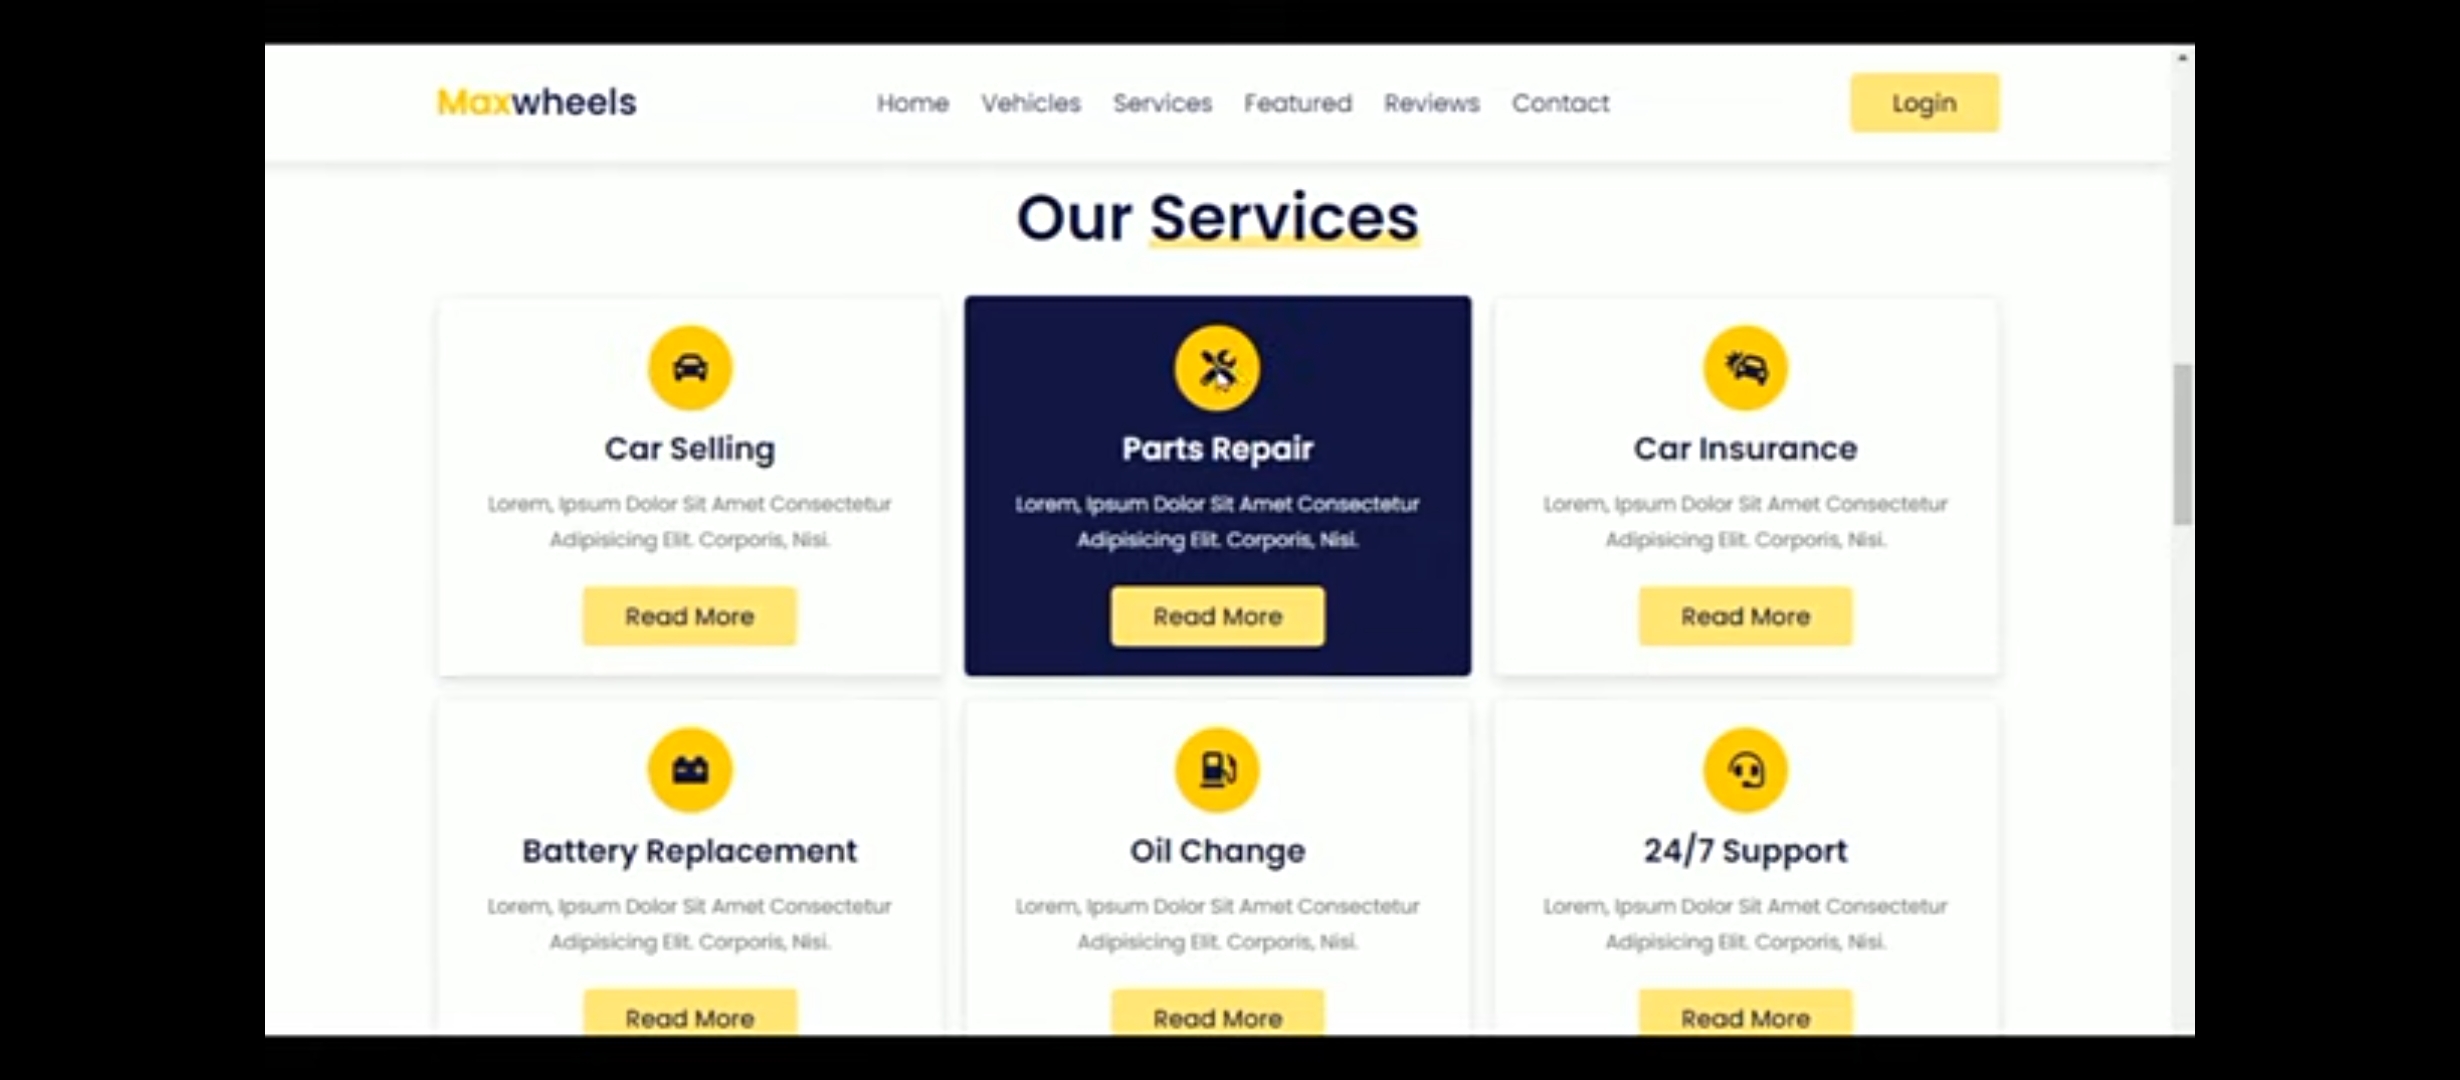 Maxwheels
Home Vehicles Services Featured Reviews Contact
Login
Our Services
Car Selling
Lorem, Ipsum Dolor Sit Amet Consectetur
Adipisicing Elit. Corporis, Nisi.
Read More
Parts Repair
Lorem, Ipsum Dolor Sit Amet Consectetur
Adipisicing Elit. Corporis, Nisi.
Read More
Car Insurance
Lorem, Ipsum Dolor Sit Amet Consectetur
Adipisicing Elit. Corporis, Nisi.
Read More
Battery Replacement
Lorem, Ipsum Dolor Sit Amet Consectetur
Adipisicing Elit. Corporis, Nisi.
Read More
Oil Change
Lorem, Ipsum Dolor Sit Amet Consectetur
Adipisicing Elit. Corporis, Nisi.
Read More
24/7 Support
Lorem, Ipsum Dolor Sit Amet Consectetur
Adipisicing Elit. Corporis, Nisi.
Read More